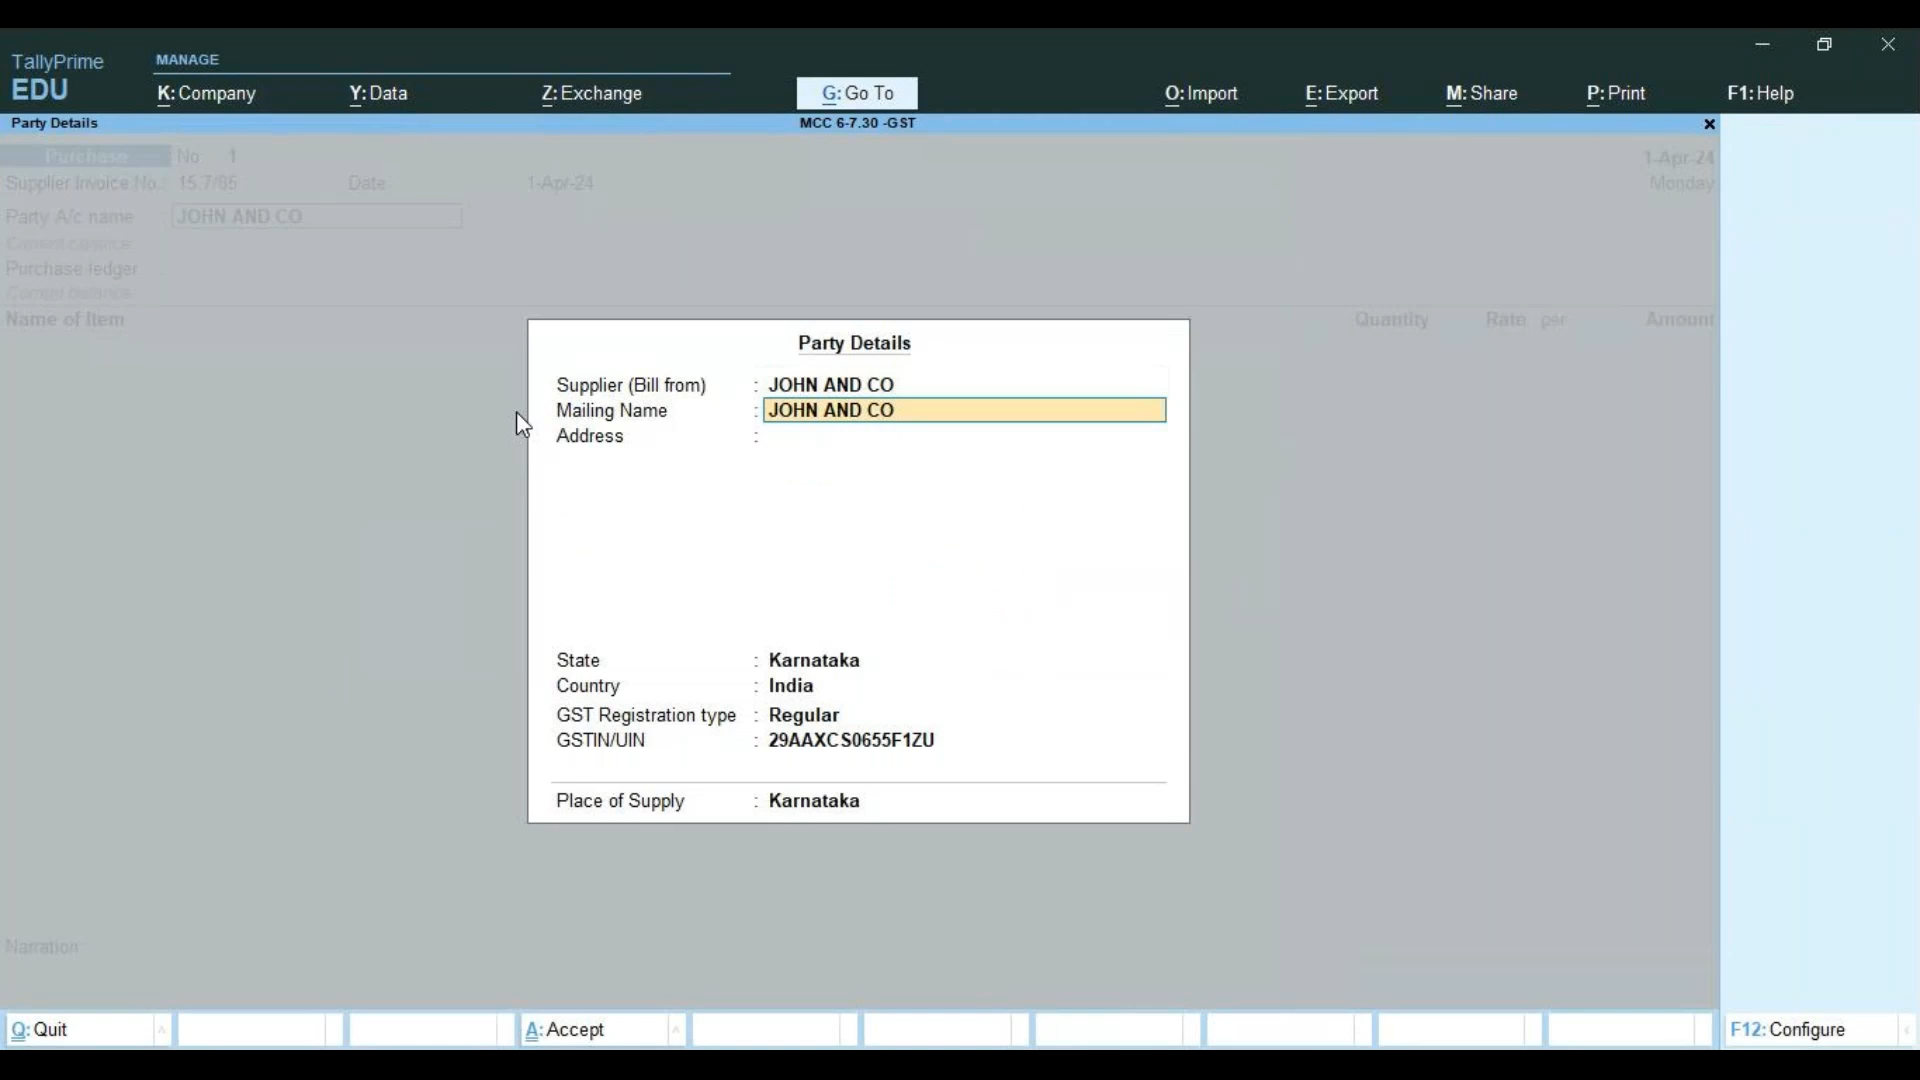 MANAGE
TallyPrime
EDU
K: Company
Y: Data
Z: Exchange
G: Go To
O: Import
E: Export
M: Share
P: Print
F1: Help
Party Details
MCC 6-7.30 -GST
Purchase No 1
1-Apr-24
Supplier Invoice No.: 15.7/85 Date 1-Apr-24
Monday
Party A/c name JOHN AND CO
Current balance
Purchase ledger
Current balance
Name of Item Quantity Rate per Amount
Party Details
Supplier (Bill from) : JOHN AND CO
Mailing Name : JOHN AND CO
Address :
State : Karnataka
Country : India
GST Registration type : Regular
GSTIN/UIN : 29AAXCS0655F1ZU
Place of Supply : Karnataka
Narration
Q: Quit
A: Accept
F12: Configure